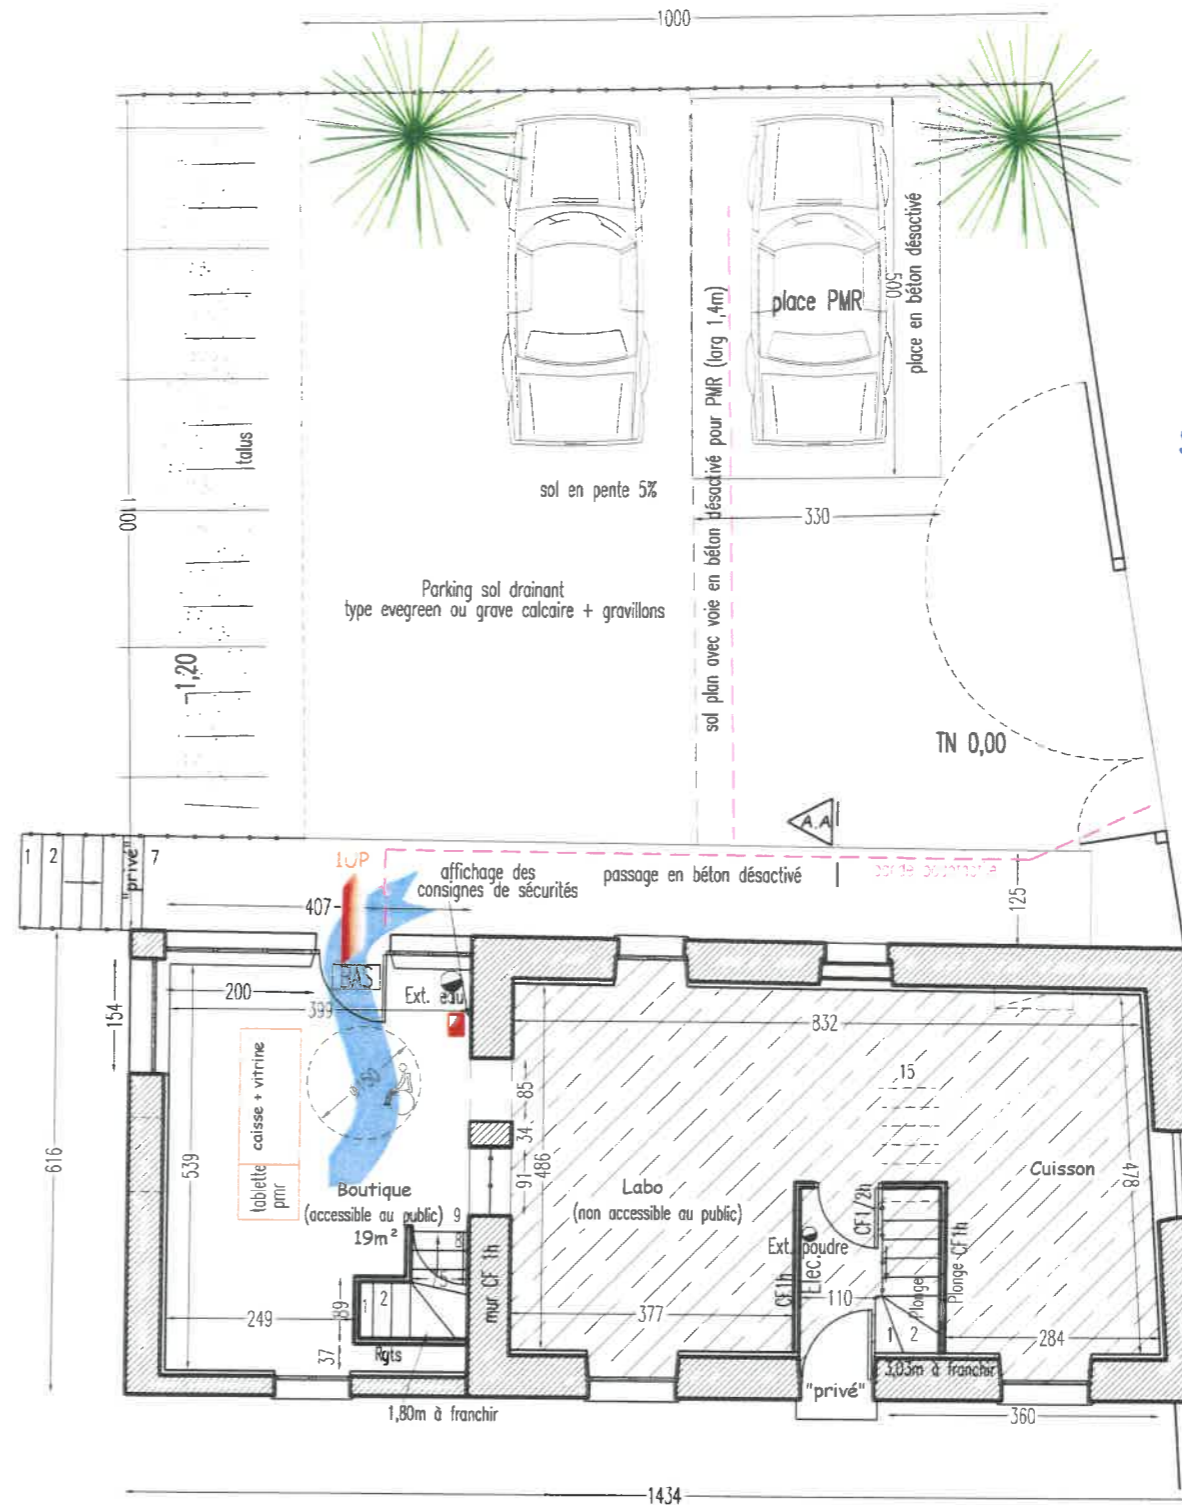 1000
place PMR
500
place en béton désactivé
sol plan avec voie en béton désactivé pour PMR (larg 1,4m)
talus
sol en pente 5%
1100
330
Parking sol drainant
type evegreen ou grave calcaire + gravillons
-1,20
TN 0,00
A.A
1 2
"privé"
7
1UP
affichage des
consignes de sécurités
passage en béton désactivé
407
125
BAS
200
399
Ext. eau
154
832
caisse + vitrine
tablette
pmr
85
34
91
15
616
539
486
478
Boutique
(accessible au public)
19m²
9
8
Labo
(non accessible au public)
Cuisson
CF1/2h
Ext. poudre
Elec.
CF1h
mur CF 1h
Plonge
Plonge CF1h
110
1 2
89
249
377
1 2
284
37
Rgts
3,03m à franchir
"privé"
1,80m à franchir
360
1434